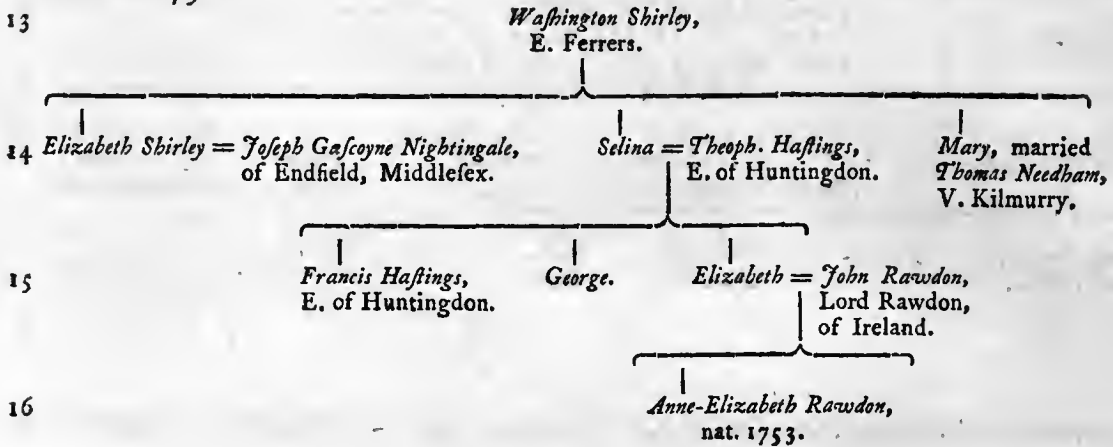 13 Waſhington Shirley,
E. Ferrers.
14 Elizabeth Shirley = Joſeph Gaſcoyne Nightingale,
of Endfield, Middleſex.
Selina = Theoph. Haſtings,
E. of Huntingdon.
Mary, married
Thomas Needham,
V. Kilmurry.
15 Francis Haſtings,
E. of Huntingdon.
George.
Elizabeth = John Rawdon,
Lord Rawdon,
of Ireland.
16 Anne-Elizabeth Rawdon,
nat. 1753.